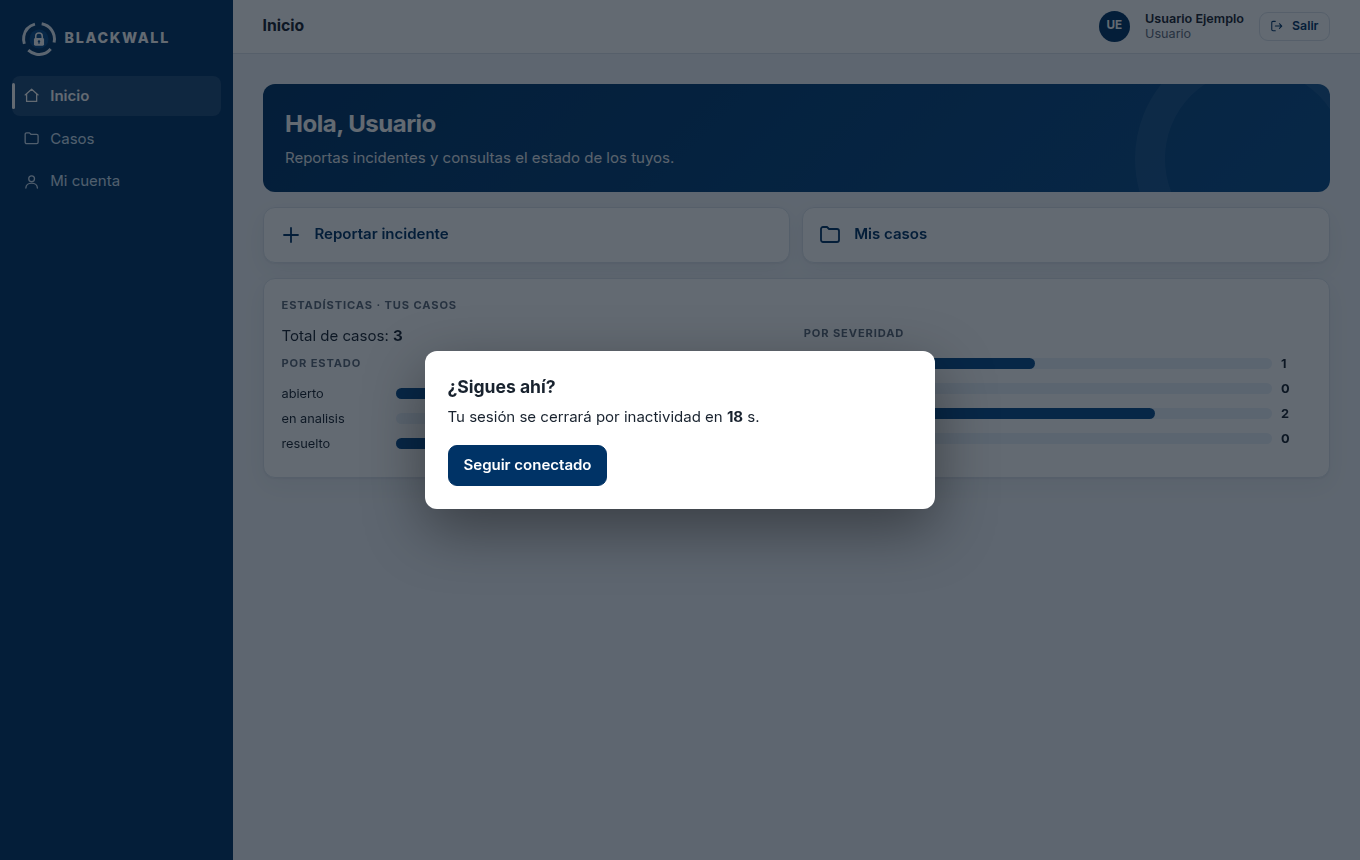 BLACKWALL
Inicio
Casos
Mi cuenta
Inicio
UE
Usuario Ejemplo
Usuario
Salir
Hola, Usuario
Reportas incidentes y consultas el estado de los tuyos.
Reportar incidente
Mis casos
ESTADÍSTICAS · TUS CASOS
Total de casos: 3
POR ESTADO
abierto
en analisis
resuelto
POR SEVERIDAD
1
0
2
0
¿Sigues ahí?
Tu sesión se cerrará por inactividad en 18 s.
Seguir conectado